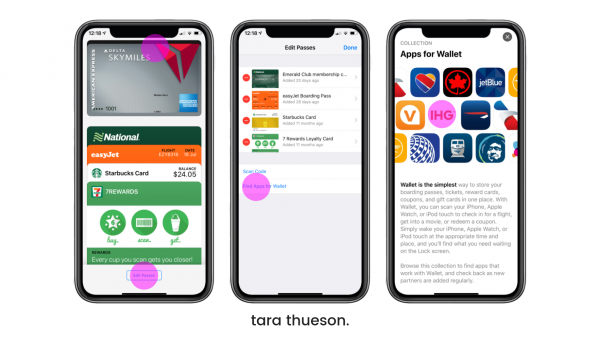 12:18
AMERICAN EXPRESS
DELTA
SKYMILES
1001
National
easyJet
FLIGHT
DATE
Starbucks Card
BALANCE
$24.05
7REWARDS
buy.
scan.
get.
REWARDS
Every cup you scan gets you closer!
Edit Passes
12:18
Edit Passes
Done
Emerald Club membership c...
Added 20 days ago
easyJet Boarding Pass
Added 28 days ago
Starbucks Card
Added 11 months ago
7 Rewards Loyalty Card
Added 11 months ago
Scan Code
Find Apps for Wallet
COLLECTION
Apps for Wallet
jetBlue
IHG
Wallet is the simplest way to store your
boarding passes, tickets, reward cards,
coupons, and gift cards in one place. With
Wallet, you can scan your iPhone, Apple
Watch, or iPod touch to check in for a flight,
get into a movie, or redeem a coupon.
Simply wake your iPhone, Apple Watch, or
iPod touch at the appropriate time and
place, and you'll find what you need waiting
on the Lock screen.
Browse this collection to find apps that
work with Wallet, and check back as new
partners are added regularly.
tara thueson.